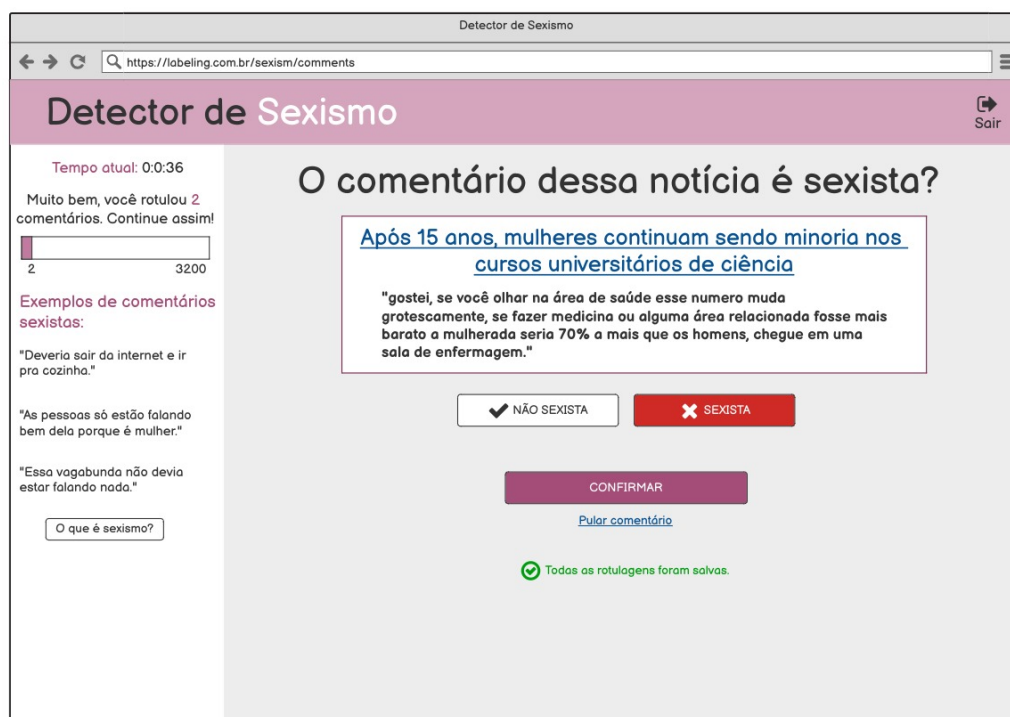 Detector de Sexismo
https://labeling.com.br/sexism/comments
Detector de Sexismo
Sair
Tempo atual: 0:0:36
Muito bem, você rotulou 2
comentários. Continue assim!
2 3200
Exemplos de comentários
sexistas:
"Deveria sair da internet e ir
pra cozinha."
"As pessoas só estão falando
bem dela porque é mulher."
"Essa vagabunda não devia
estar falando nada."
O que é sexismo?
O comentário dessa notícia é sexista?
Após 15 anos, mulheres continuam sendo minoria nos
cursos universitários de ciência
"gostei, se você olhar na área de saúde esse numero muda
grotescamente, se fazer medicina ou alguma área relacionada fosse mais
barato a mulherada seria 70% a mais que os homens, chegue em uma
sala de enfermagem."
NÃO SEXISTA
SEXISTA
CONFIRMAR
Pular comentário
Todas as rotulagens foram salvas.